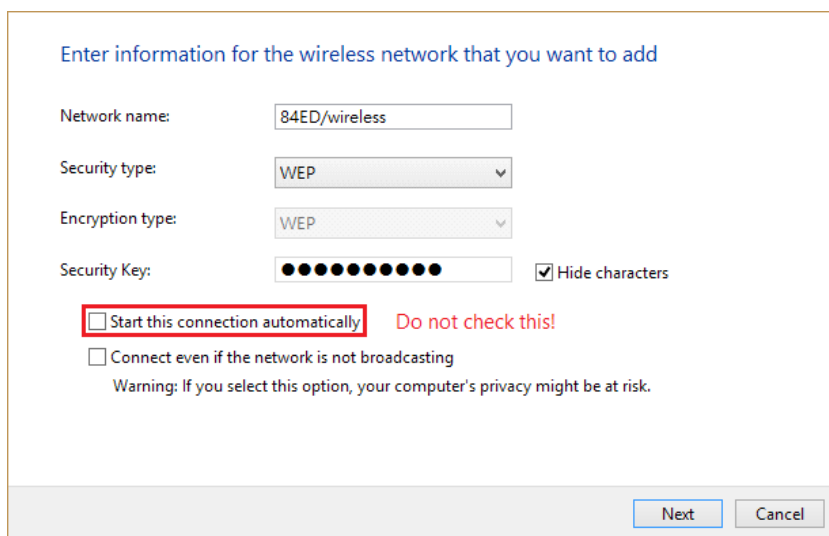 Enter information for the wireless network that you want to add
Network name: 84ED/wireless
Security type: WEP
Encryption type: WEP
Security Key: ●●●●●●●●●● Hide characters
Start this connection automatically Do not check this!
Connect even if the network is not broadcasting
Warning: If you select this option, your computer's privacy might be at risk.
Next Cancel